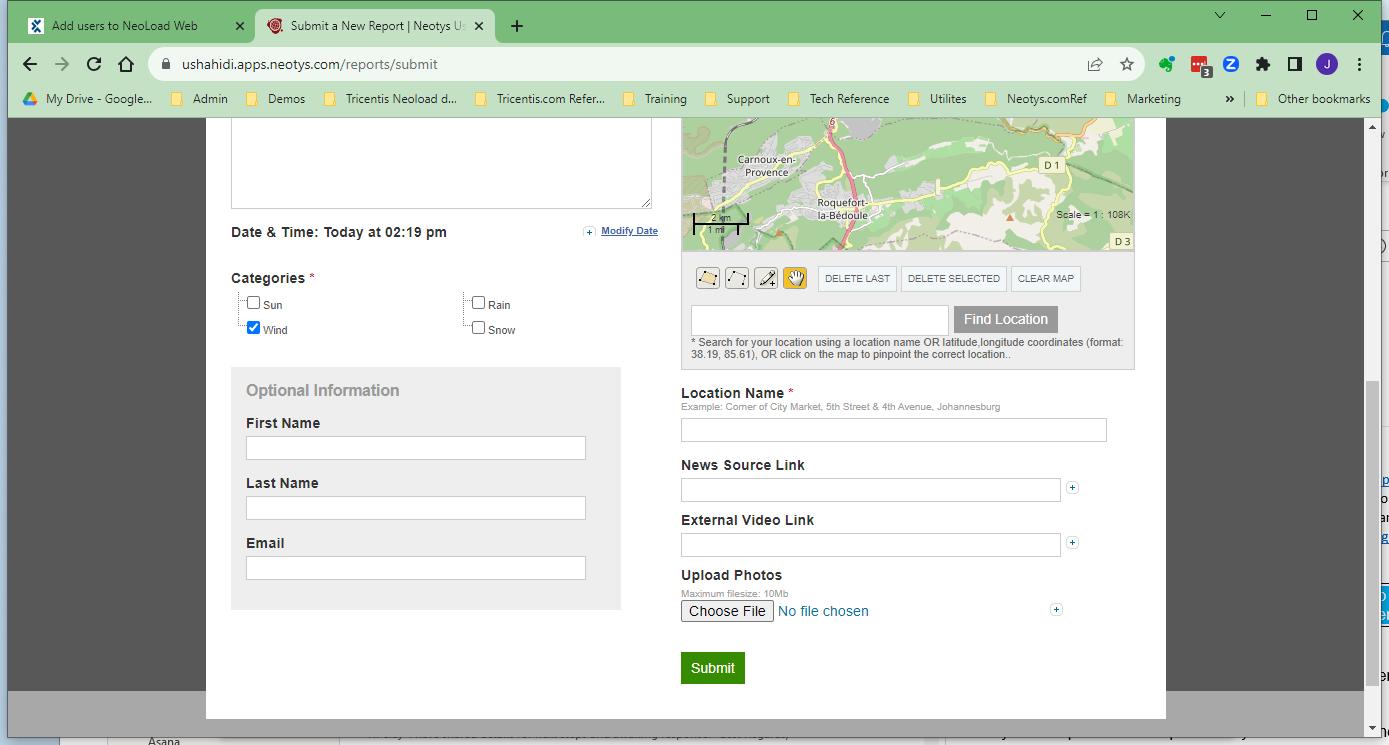 Add users to NeoLoad Web
Submit a New Report | Neotys Us
ushahidi.apps.neotys.com/reports/submit
3
J
My Drive - Google...
Admin
Demos
Tricentis Neoload d...
Tricentis.com Refer...
Training
Support
Tech Reference
Utilites
Neotys.comRef
Marketing
»
Other bookmarks
6
Carnoux-en-
Provence
D 1
Roquefort-
la-Bédoule
2 km
1 mi
Scale = 1 : 108K
D 3
Date & Time: Today at 02:19 pm
Modify Date
Categories *
Sun
Rain
Wind
Snow
DELETE LAST
DELETE SELECTED
CLEAR MAP
Find Location
* Search for your location using a location name OR latitude,longitude coordinates (format:
38.19, 85.61), OR click on the map to pinpoint the correct location..
Optional Information
First Name
Last Name
Email
Location Name *
Example: Corner of City Market, 5th Street & 4th Avenue, Johannesburg
News Source Link
External Video Link
Upload Photos
Maximum filesize: 10Mb
Choose File
No file chosen
Submit
Asana